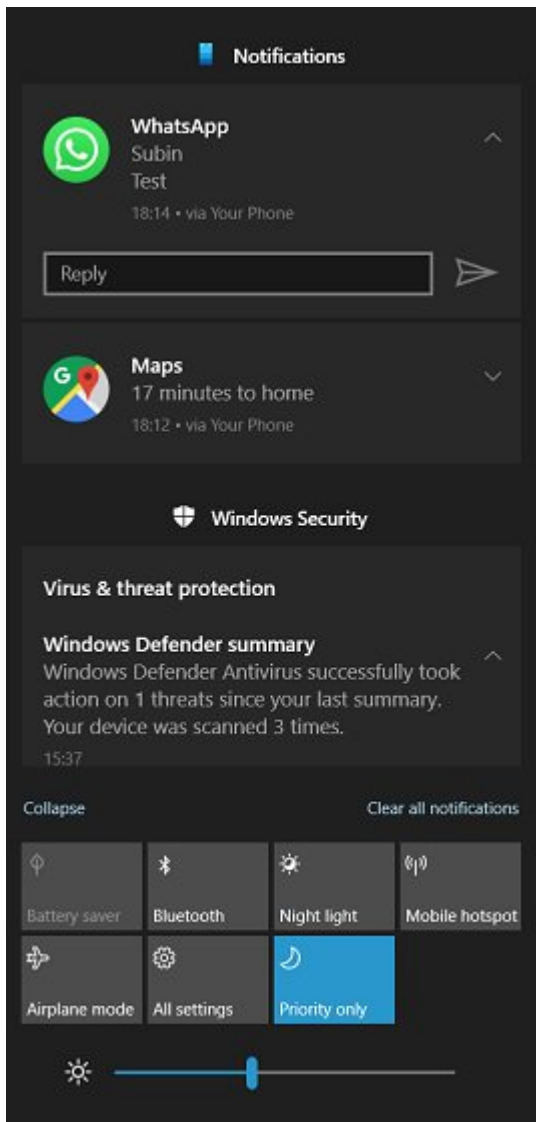 Notifications
WhatsApp
Subin
Test
18:14 • via Your Phone
Reply
Maps
17 minutes to home
18:12 • via Your Phone
Windows Security
Virus & threat protection
Windows Defender summary
Windows Defender Antivirus successfully took
action on 1 threats since your last summary.
Your device was scanned 3 times.
15:37
Collapse
Clear all notifications
Battery saver
Bluetooth
Night light
Mobile hotspot
Airplane mode
All settings
Priority only